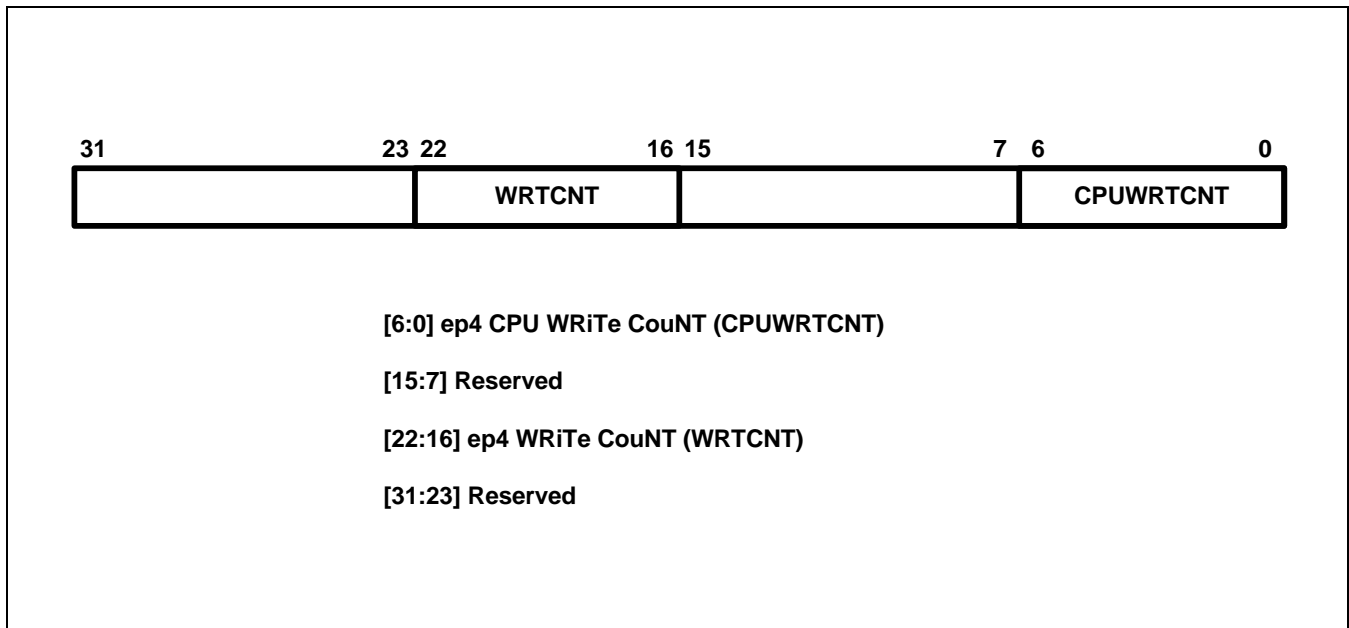 31 23 22 16 15 7 6 0
WRTCNT CPUWRTCNT
[6:0] ep4 CPU WRiTe CouNT (CPUWRTCNT)
[15:7] Reserved
[22:16] ep4 WRiTe CouNT (WRTCNT)
[31:23] Reserved